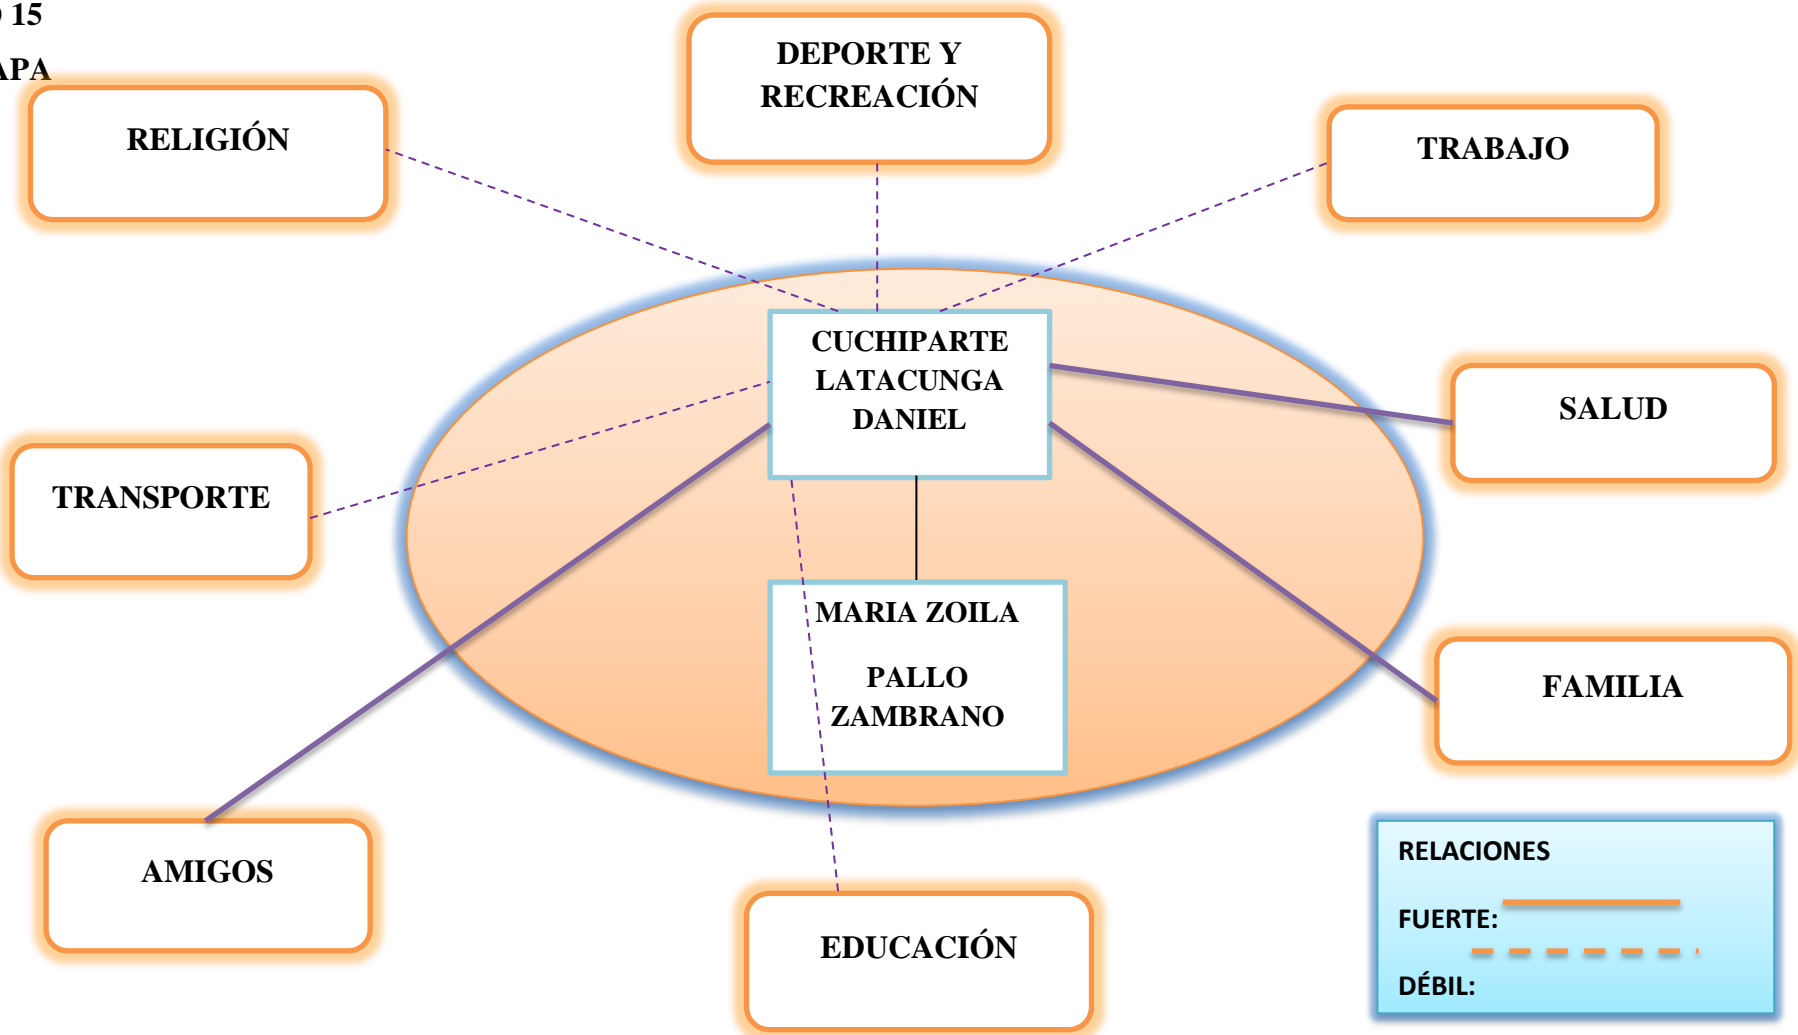 15
APA
DEPORTE Y
RECREACIÓN
RELIGIÓN
TRABAJO
CUCHIPARTE
LATACUNGA
DANIEL
SALUD
TRANSPORTE
MARIA ZOILA
PALLO
ZAMBRANO
FAMILIA
AMIGOS
EDUCACIÓN
RELACIONES
FUERTE:
DÉBIL: